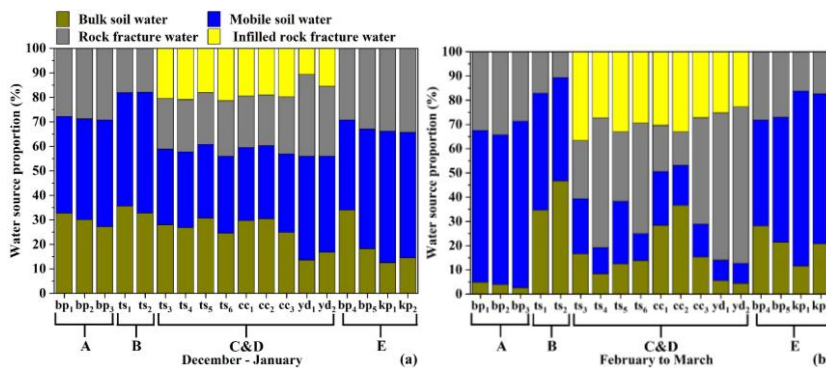 Bulk soil water Mobile soil water
Rock fracture water Infilled rock fracture water
Water source proportion (%)
100
90
80
70
60
50
40
30
20
10
0
bp₁ bp₂ bp₃ ts₁ ts₂ ts₃ ts₄ ts₅ ts₆ cc₁ cc₂ cc₃ yd₁ yd₂ bp₄ bp₅ kp₁ kp₂
A B C&D E
December - January (a)
Water source proportion (%)
100
90
80
70
60
50
40
30
20
10
0
bp₁ bp₂ bp₃ ts₁ ts₂ ts₃ ts₄ ts₅ ts₆ cc₁ cc₂ cc₃ yd₁ yd₂ bp₄ bp₅ kp₁ kp
A B C&D E
February to March (b